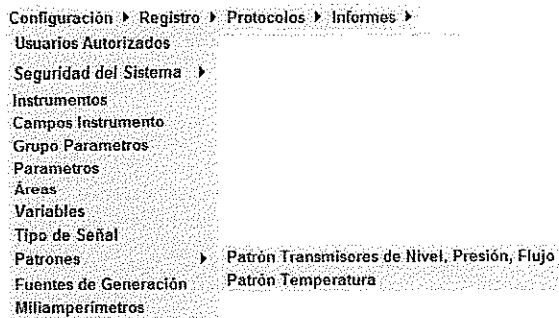 Configuración Registro Protocolos Informes
Usuarios Autorizados
Seguridad del Sistema
Instrumentos
Campos Instrumento
Grupo Parametros
Parametros
Áreas
Variables
Tipo de Señal
Patrones
Patrón Transmisores de Nivel, Presión, Flujo
Fuentes de Generación
Patrón Temperatura
Miliamperímetros